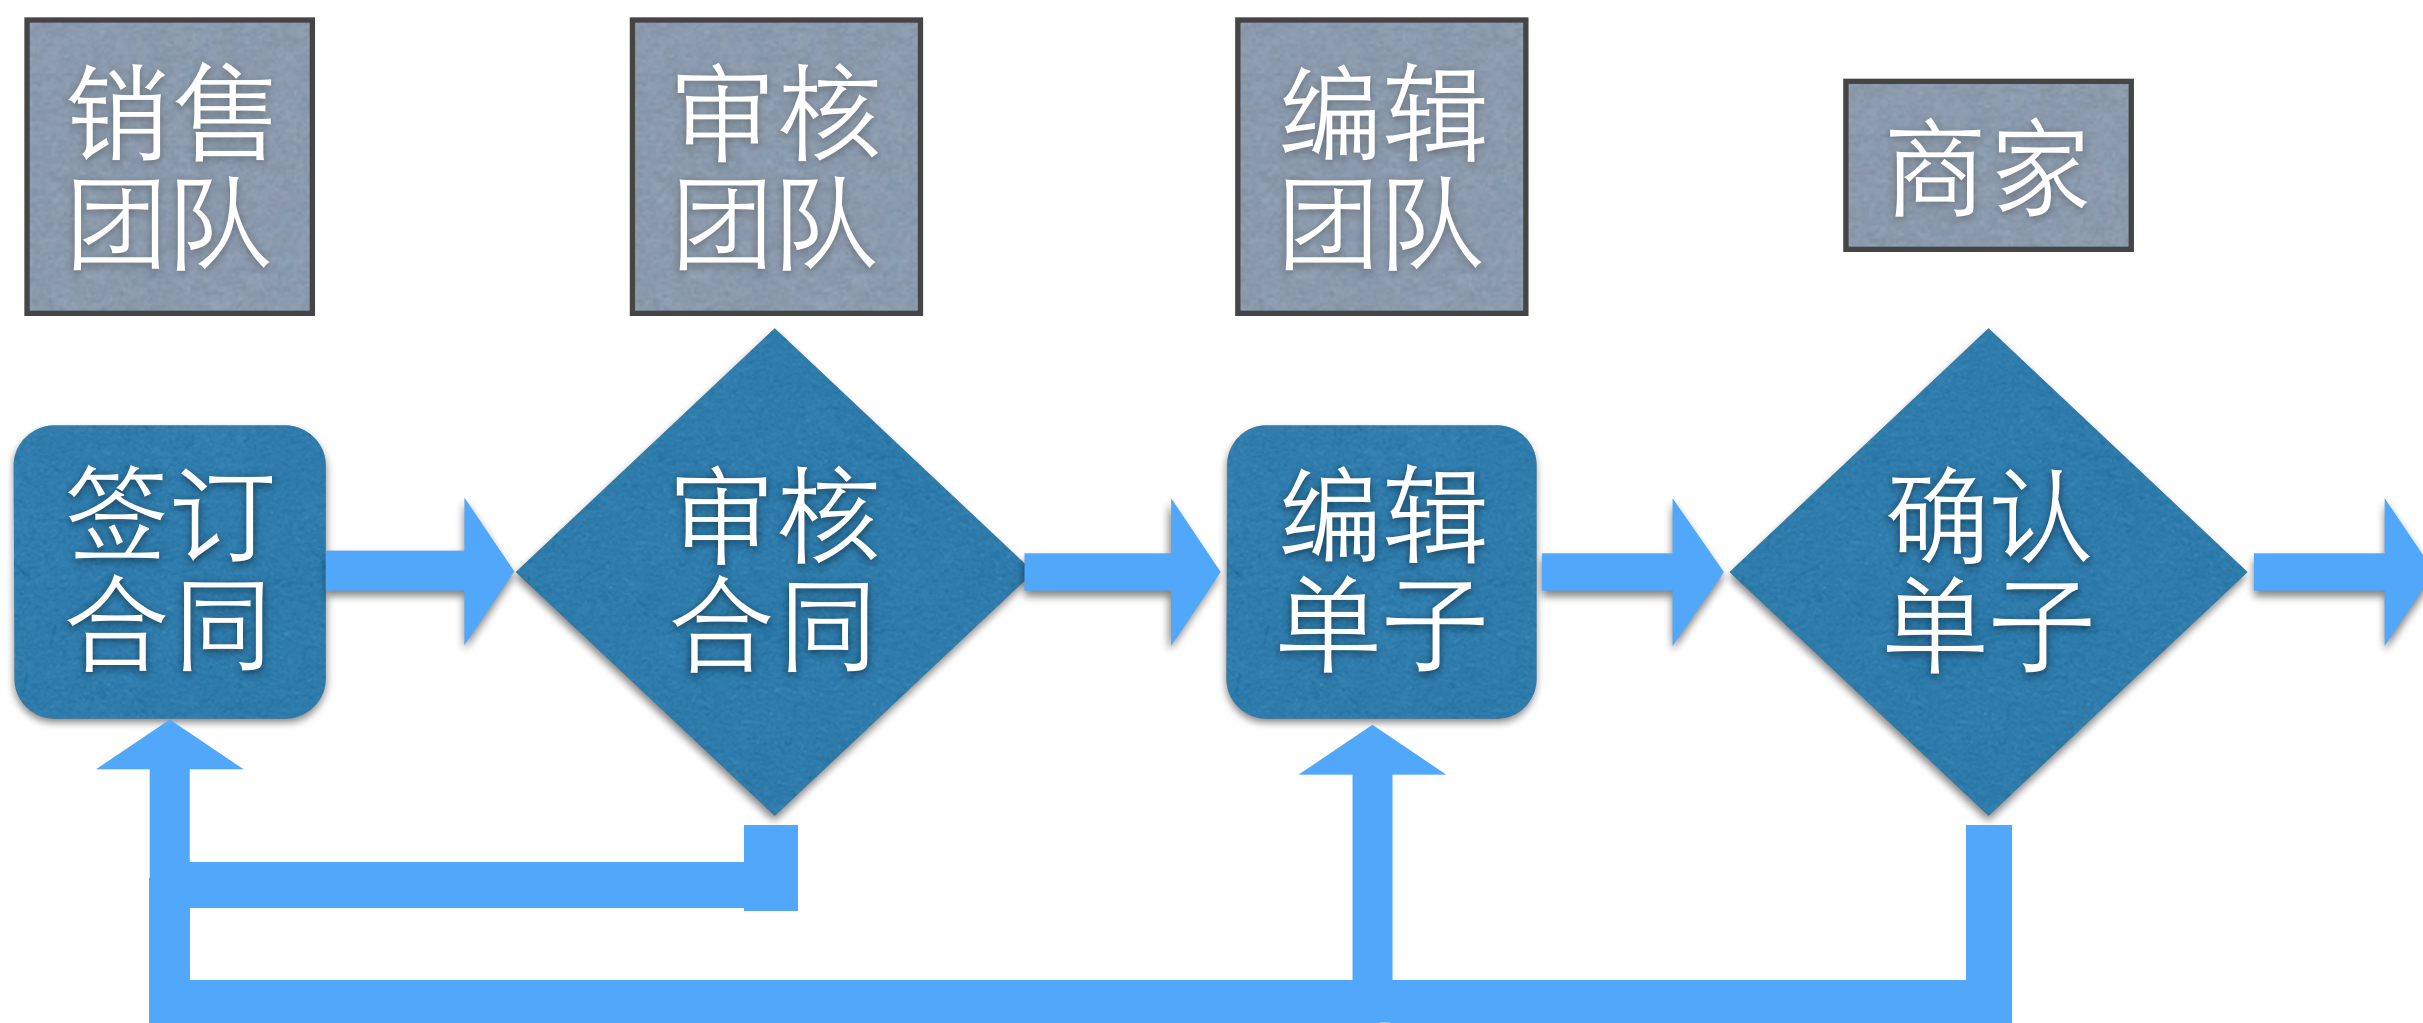 销售
团队
审核
团队
编辑
团队
商家
签订
合同
审核
合同
编辑
单子
确认
单子